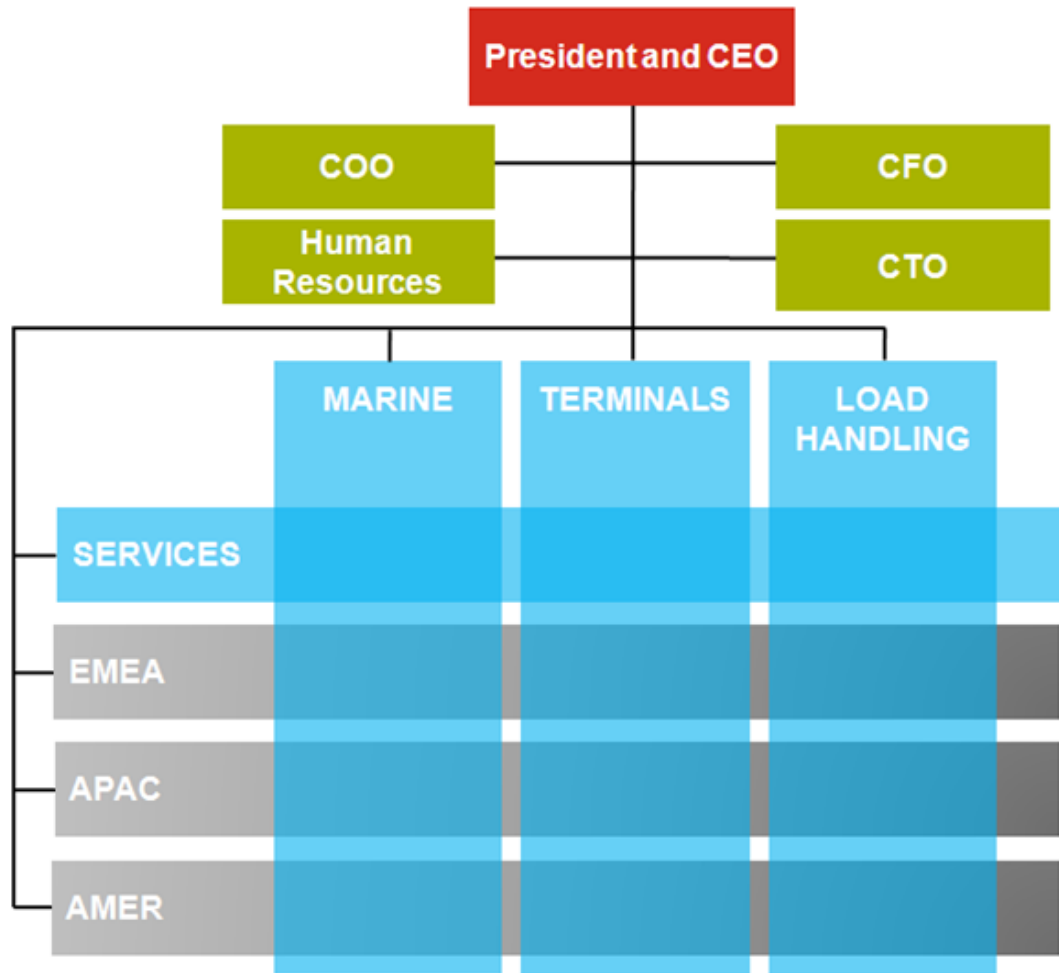 President and CEO
COO
CFO
Human
Resources
CTO
MARINE
TERMINALS
LOAD
HANDLING
SERVICES
EMEA
APAC
AMER